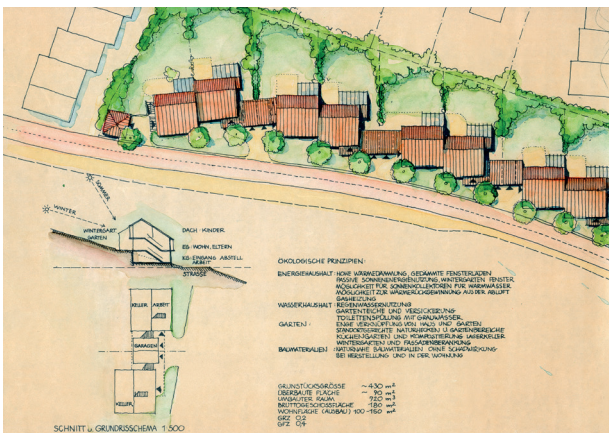 SOMMER
WINTER
WINTERGART
GARTEN
DACH - KINDER
EG - WOHN, ELTERN
KG - EINGANG ABSTELL
ARBEIT
STRASSE
KELLER ARBEIT
GARAGEN
KELLER
SCHNITT u. GRUNDRISSCHEMA 1:500
ÖKOLOGISCHE PRINZIPIEN:
ENERGIEHAUSHALT: HOHE WÄRMEDÄMMUNG, GEDÄMMTE FENSTERLÄDEN
PASSIVE SONNENENERGIENUTZUNG, WINTERGARTEN FENSTER
MÖGLICHKEIT FÜR SONNENKOLLEKTOREN FÜR WARMWASSER
MÖGLICHKEIT ZUR WÄRMERÜCKGEWINNUNG AUS DER ABLUFT
GASHEIZUNG
WASSERHAUSHALT: REGENWASSERNUTZUNG
GARTENTEICHE UND VERSICKERUNG
TOILETTENSPÜLUNG MIT GRAUWASSER
GARTEN: ENGE VERKNÜPFUNG VON HAUS UND GARTEN
STANDORTGERECHTE NATURHECKEN U. GARTENBEREICHE
KÜCHENGARTEN UND KOMPOSTIERUNG LAGERKELLER
WINTERGARTEN UND FASSADENBERANKUNG
BAUMATERIALIEN: NATURNAHE BAUMATERIALIEN OHNE SCHADWIRKUNG
BEI HERSTELLUNG UND IN DER WOHNUNG
GRUNDSTÜCKSGRÖSSE ~ 430 m²
ÜBERBAUTE FLÄCHE ~ 90 m²
UMBAUTER RAUM 720 m³
BRUTTOGESCHOSSFLÄCHE ~180 m²
WOHNFLÄCHE (AUSBAU) 100-150 m²
GRZ 0,2
GFZ 0,4